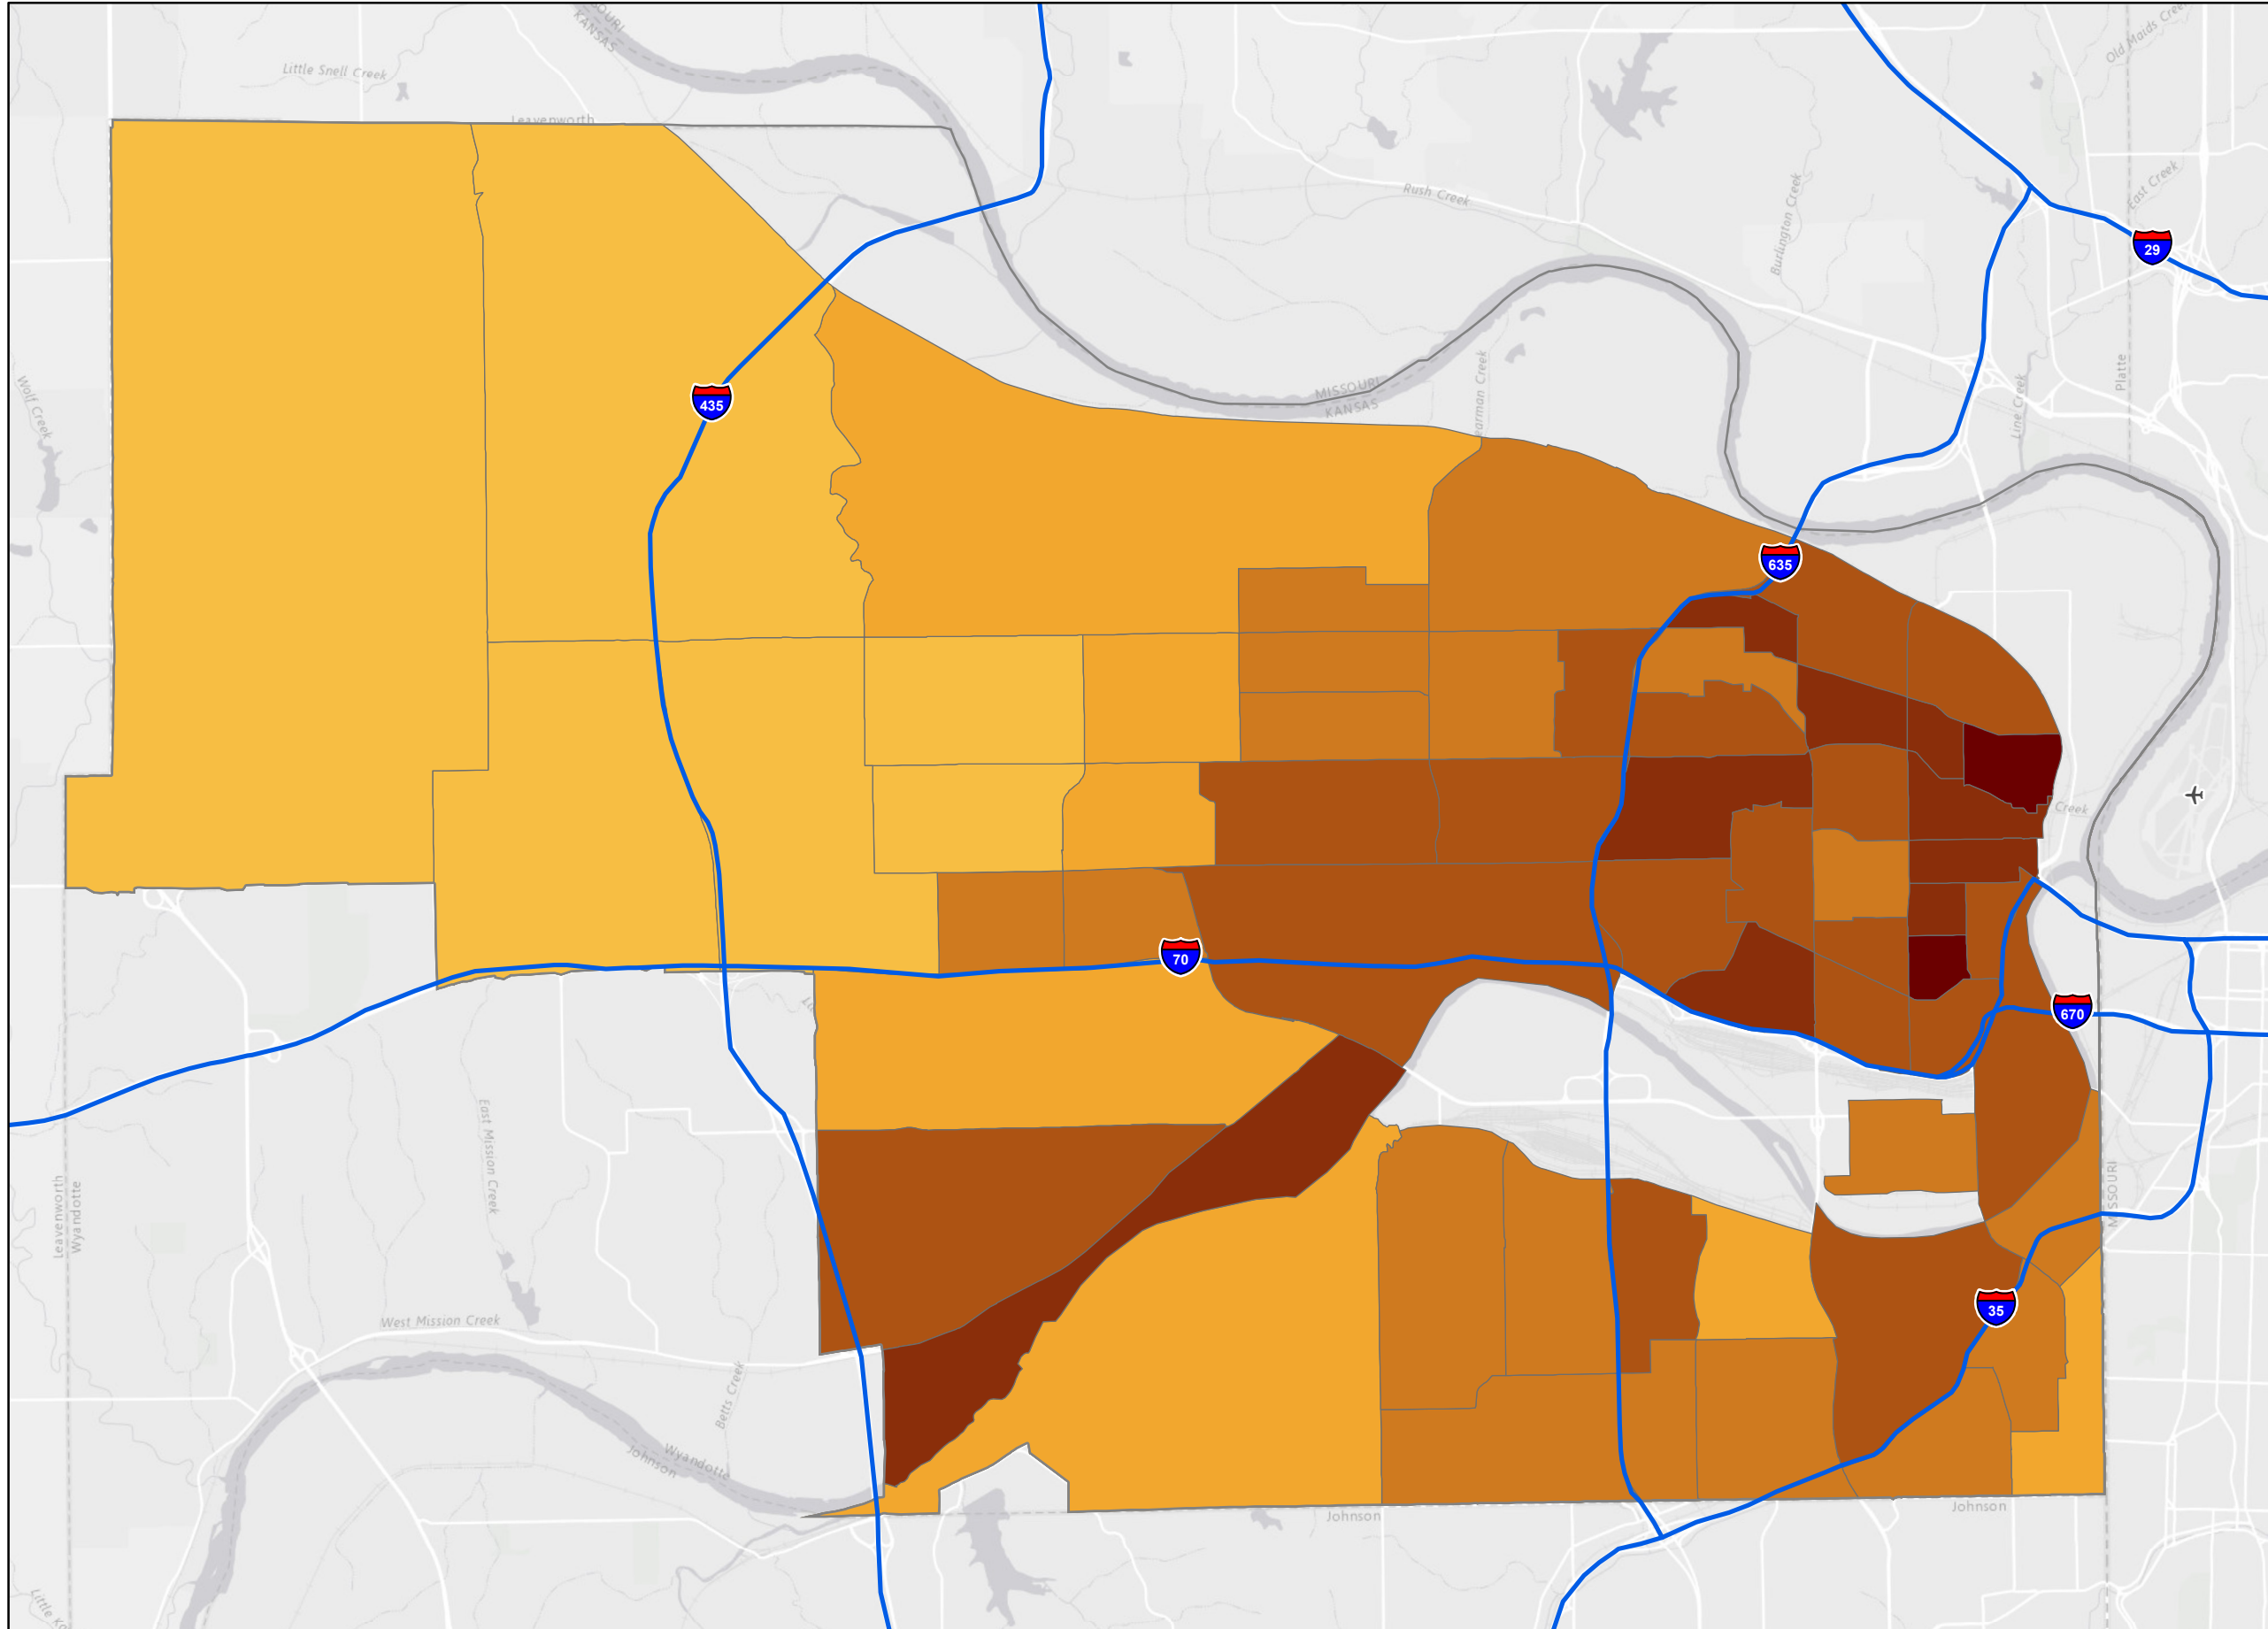 MISSOURI
KANSAS
Old Maids Creek
Little Snell Creek
Leavenworth
East Creek
Rush Creek
Burlington Creek
29
Platte
MISSOURI
KANSAS
Wolf Creek
435
Line Creek
635
Creek
70
670
East Mission Creek
Leavenworth
Wyandotte
MISSOURI
35
West Mission Creek
Betts Creek
Wyandotte
Johnson
Johnson
Johnson
Little